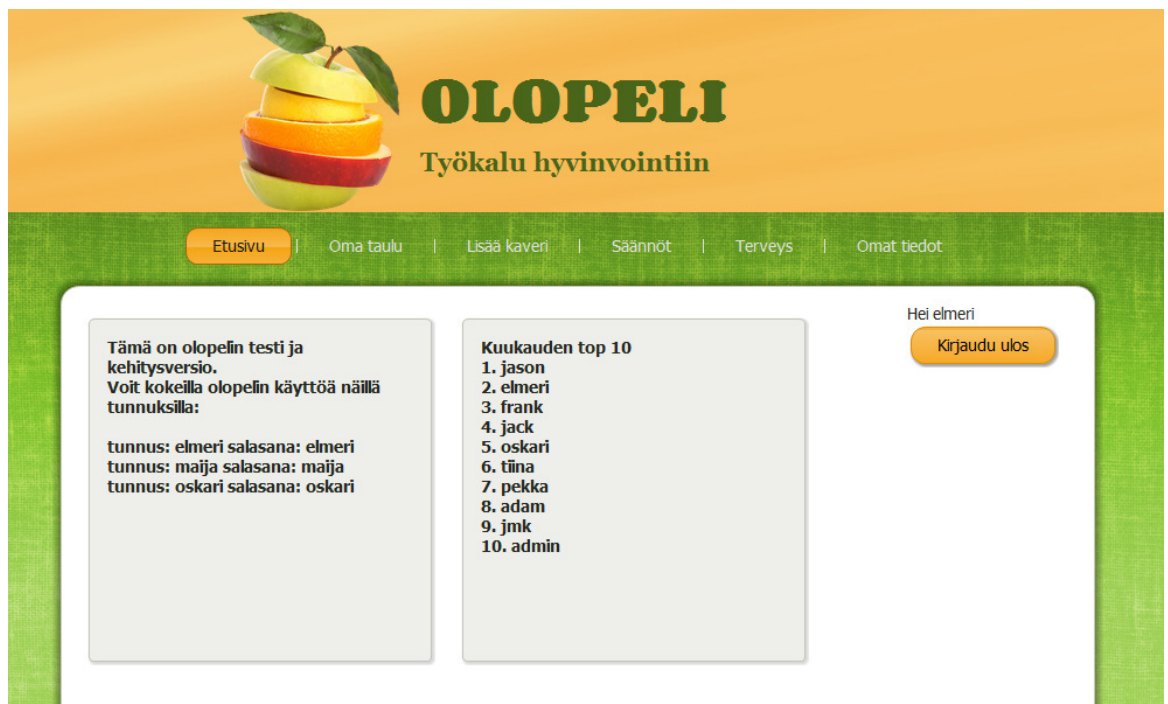 OLOPELI
Työkalu hyvinvointiin
Etusivu | Oma taulu | Lisää kaveri | Säännöt | Terveys | Omat tiedot
Hei elmeri
Kirjaudu ulos
Tämä on olopelin testi ja
kehitysversio.
Voit kokeilla olopelin käyttöä näillä
tunnuksilla:
tunnus: elmeri salasana: elmeri
tunnus: maija salasana: maija
tunnus: oskari salasana: oskari
Kuukauden top 10
1. jason
2. elmeri
3. frank
4. jack
5. oskari
6. tiina
7. pekka
8. adam
9. jmk
10. admin